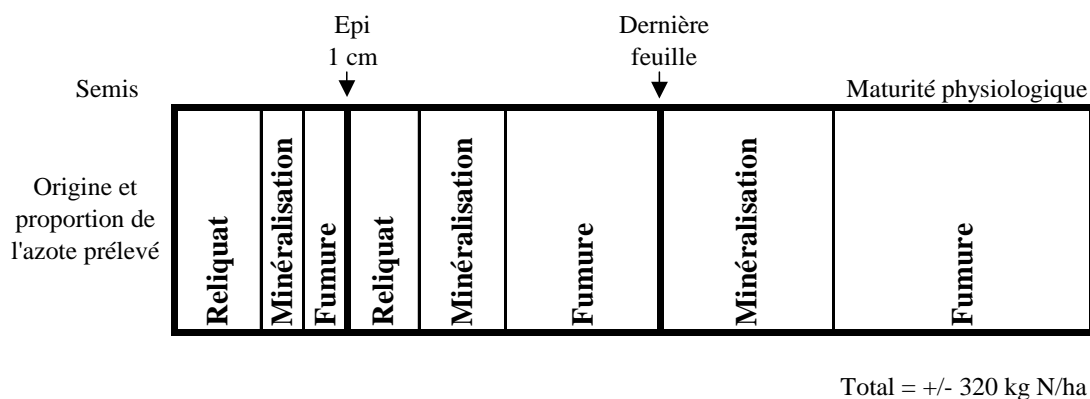 Epi
1 cm
Dernière
feuille
Semis
Maturité physiologique
Origine et
proportion de
l'azote prélevé
Reliquat
Minéralisation
Fumure
Reliquat
Minéralisation
Fumure
Minéralisation
Fumure
Total = +/- 320 kg N/ha